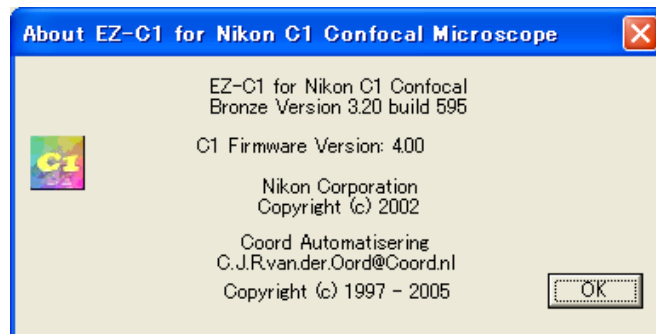 About EZ-C1 for Nikon C1 Confocal Microscope
EZ-C1 for Nikon C1 Confocal
Bronze Version 3.20 build 595
C1
C1 Firmware Version: 4.00
Nikon Corporation
Copyright (c) 2002
Coord Automatisering
C.J.R.van.der.Oord@Coord.nl
Copyright (c) 1997 - 2005
OK